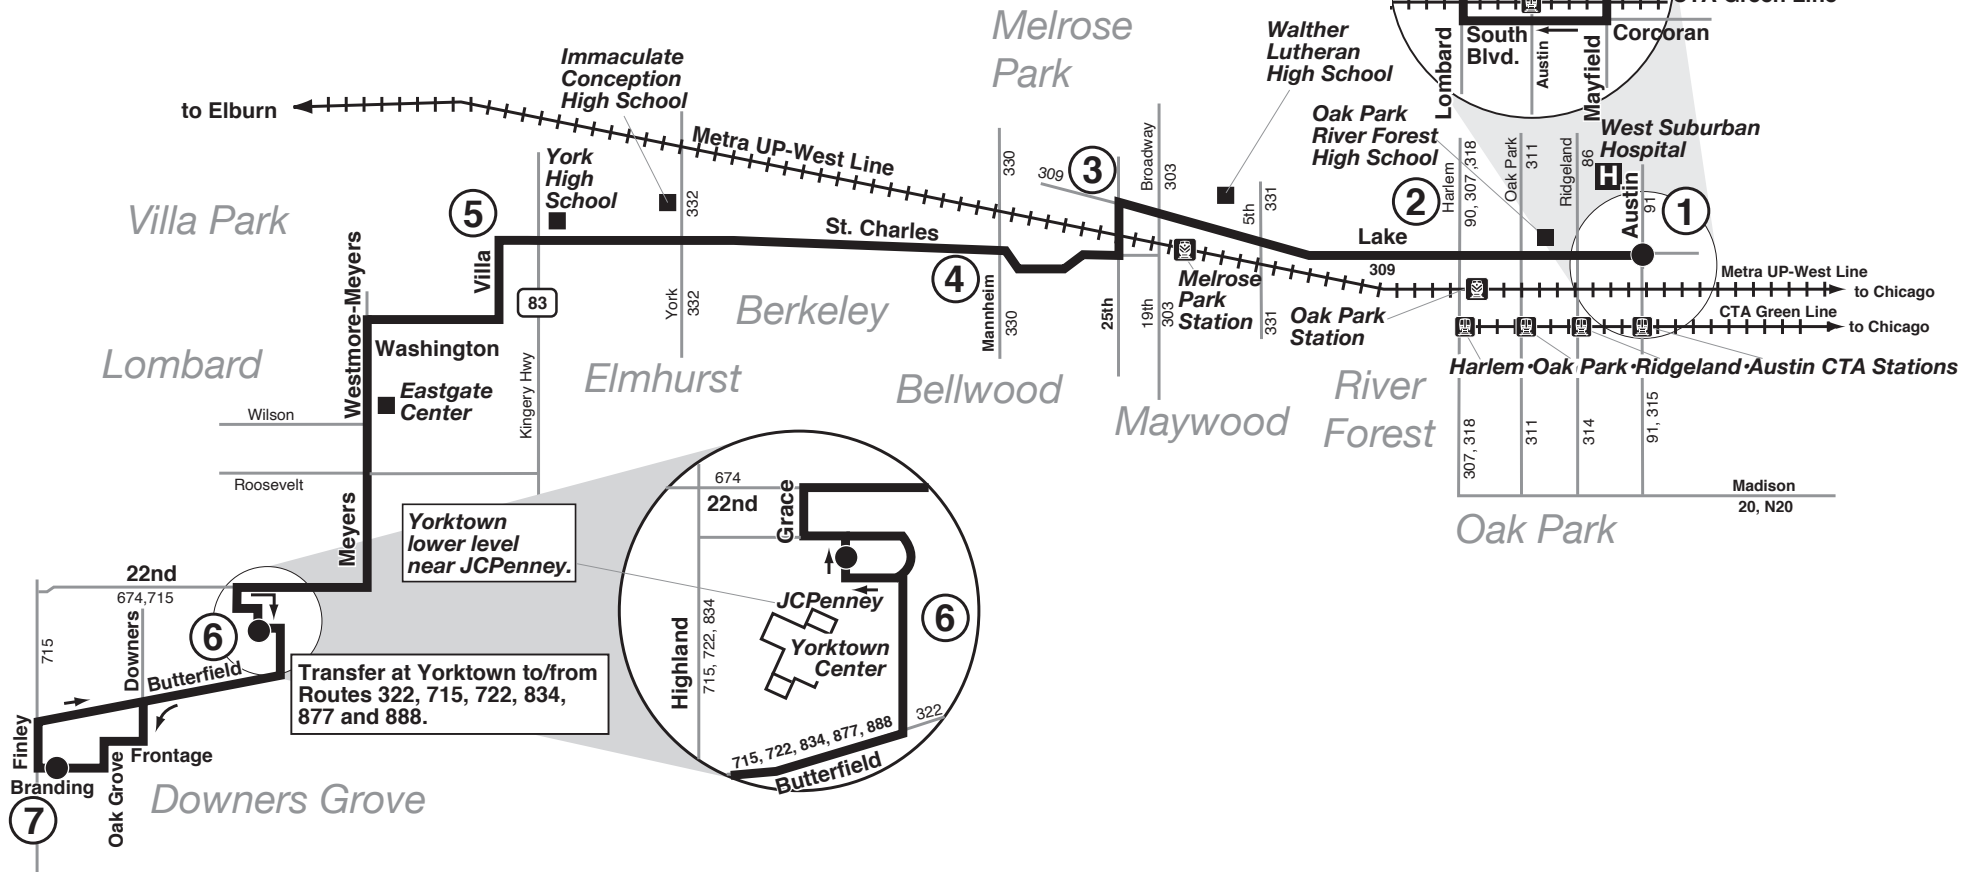 CTA Green Line
South
Blvd.
Corcoran
Lombard
Austin
Mayfield
Melrose
Park
Walther
Lutheran
High School
Immaculate
Conception
High School
to Elburn
Metra UP-West Line
York
High
School
332
330
309
3
Broadway
303
Oak Park
River Forest
High School
West Suburban
Hospital
H
2
Harlem
90, 307 ,318
Oak Park
311
Ridgeland
86
Austin
91
1
5th
331
Villa Park
5
Villa
St. Charles
Lake
4
Westmore-Meyers
83
York
332
Berkeley
Mannheim
330
25th
19th
303
Melrose
Park
Station
331
309
Oak Park
Station
Metra UP-West Line
to Chicago
CTA Green Line
to Chicago
Harlem•Oak Park•Ridgeland•Austin CTA Stations
Lombard
Washington
Eastgate
Center
Kingery Hwy
Elmhurst
Bellwood
Maywood
River
Forest
Wilson
Roosevelt
307, 318
311
314
91, 315
Madison
20, N20
Oak Park
Meyers
Yorktown
lower level
near JCPenney.
674
22nd
Grace
JCPenney
Yorktown
Center
6
Highland
715, 722, 834
715, 722, 834, 877, 888
322
Butterfield
22nd
674,715
715
Downers
6
Butterfield
Transfer at Yorktown to/from
Routes 322, 715, 722, 834,
877 and 888.
Finley
Frontage
Branding
Oak Grove
7
Downers Grove